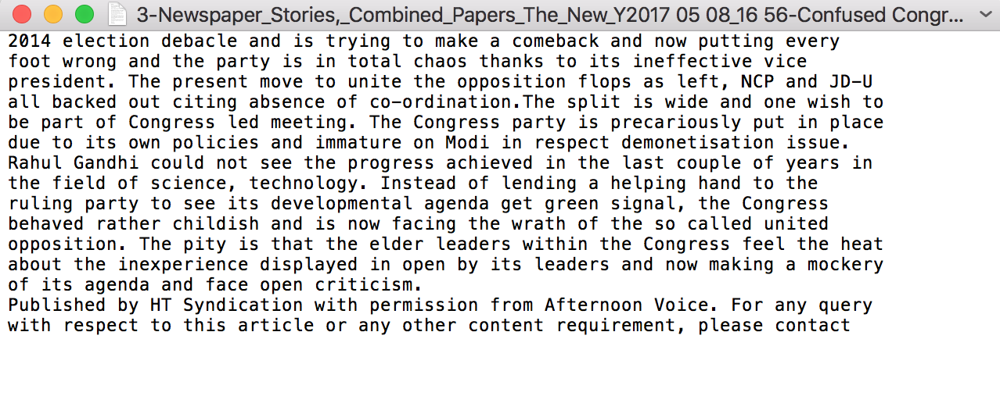 3-Newspaper_Stories,_Combined_Papers_The_New_Y2017 05 08_16 56-Confused Congr...
2014 election debacle and is trying to make a comeback and now putting every
foot wrong and the party is in total chaos thanks to its ineffective vice
president. The present move to unite the opposition flops as left, NCP and JD-U
all backed out citing absence of co-ordination.The split is wide and one wish to
be part of Congress led meeting. The Congress party is precariously put in place
due to its own policies and immature on Modi in respect demonetisation issue.
Rahul Gandhi could not see the progress achieved in the last couple of years in
the field of science, technology. Instead of lending a helping hand to the
ruling party to see its developmental agenda get green signal, the Congress
behaved rather childish and is now facing the wrath of the so called united
opposition. The pity is that the elder leaders within the Congress feel the heat
about the inexperience displayed in open by its leaders and now making a mockery
of its agenda and face open criticism.
Published by HT Syndication with permission from Afternoon Voice. For any query
with respect to this article or any other content requirement, please contact